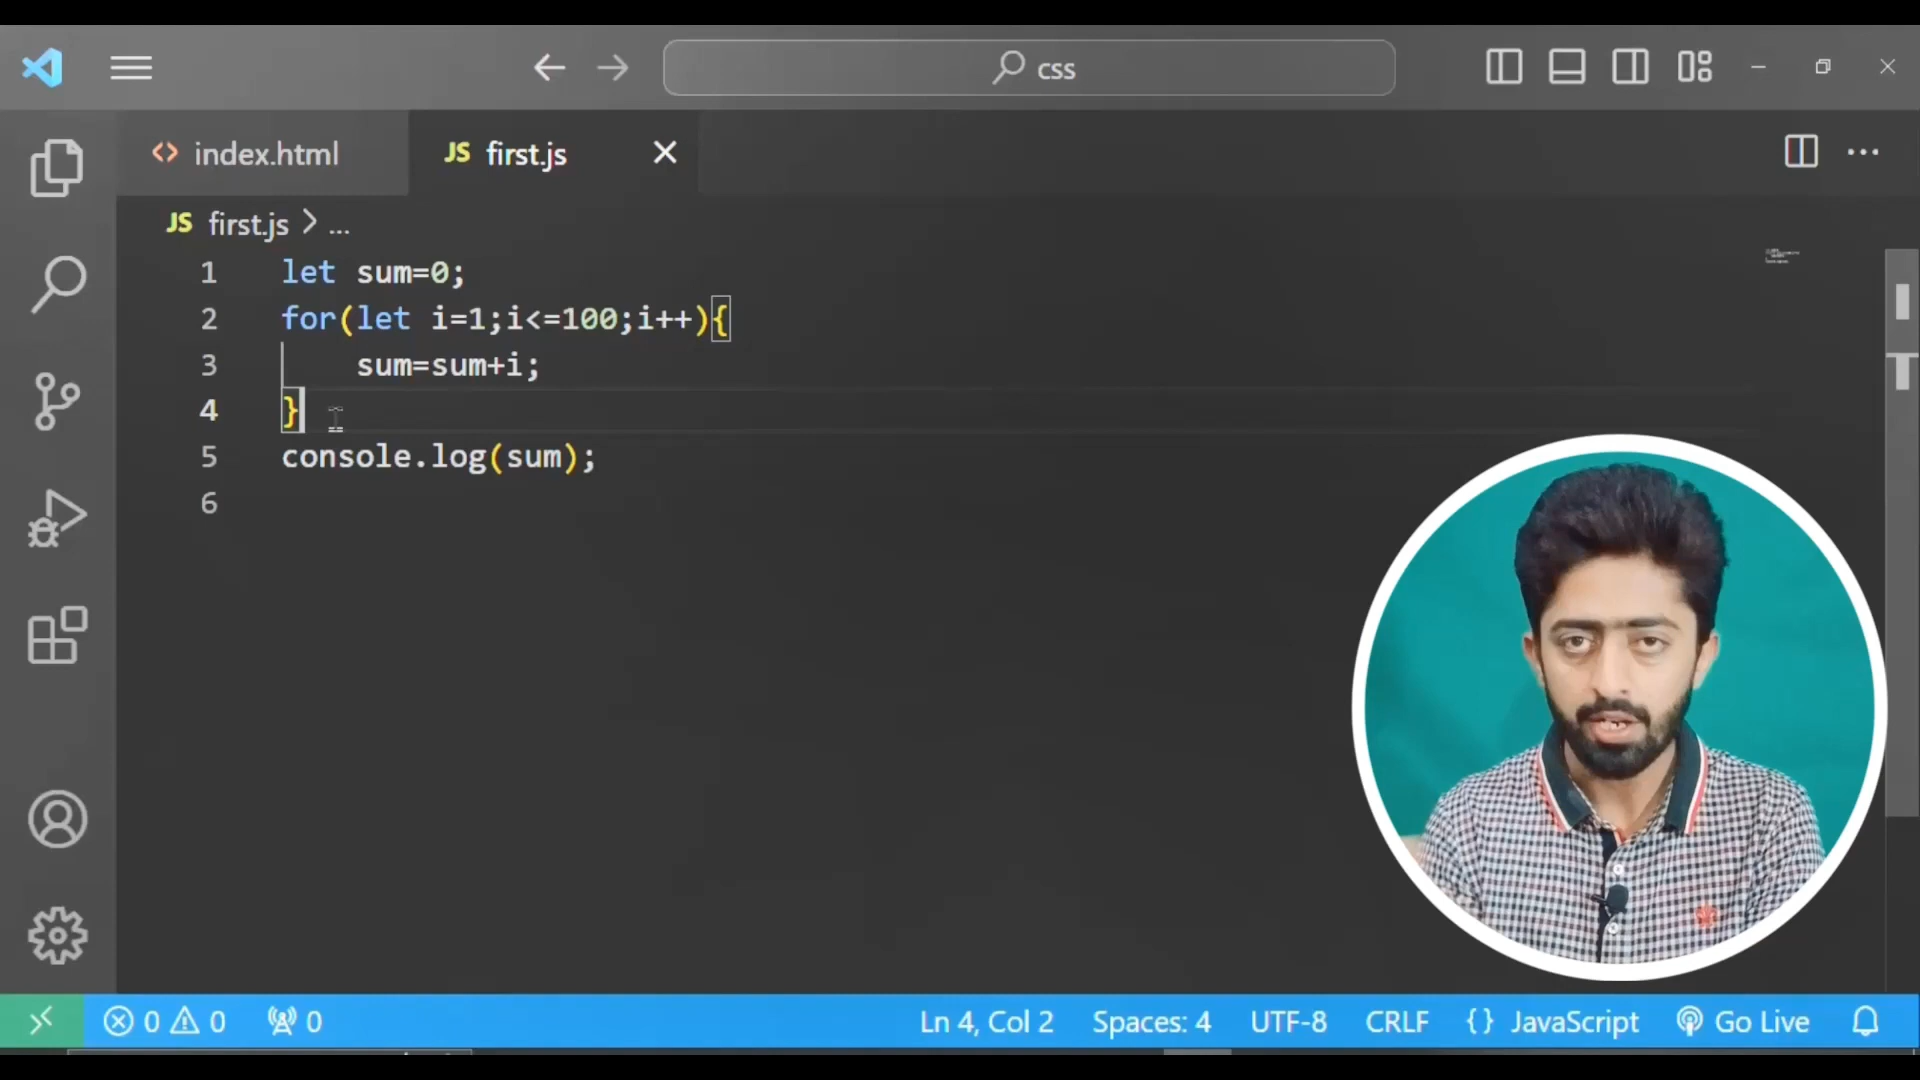 css
index.html
JS first.js
JS first.js > ...
1 let sum=0;
2 for(let i=1;i<=100;i++){
3 sum=sum+i;
4 }
5 console.log(sum);
6
0 0 0 Ln 4, Col 2 Spaces: 4 UTF-8 CRLF {} JavaScript Go Live